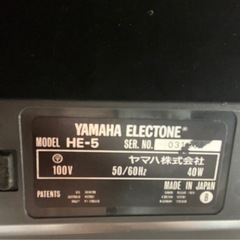 YAMAHA ELECTONE®
MODEL HE-5 SER. NO.
100V 50/60Hz ヤマハ株式会社 40W
MADE IN JAPAN
PATENTS